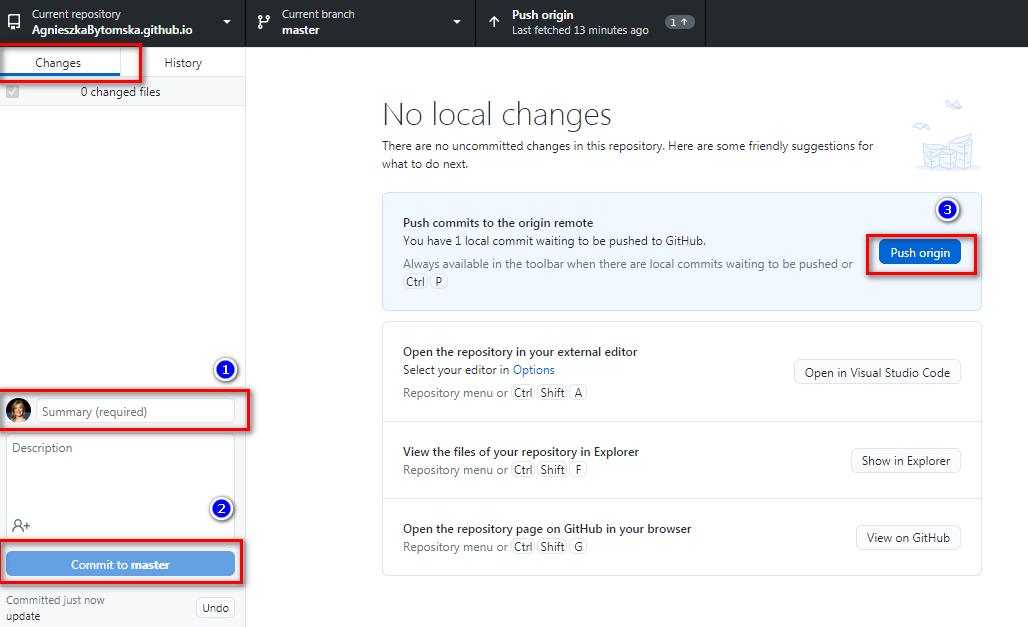 Current repository
AgnieszkaBytomska.github.io
Current branch
master
Push origin
Last fetched 13 minutes ago
1
Changes
History
0 changed files
No local changes
There are no uncommitted changes in this repository. Here are some friendly suggestions for
what to do next.
3
Push commits to the origin remote
You have 1 local commit waiting to be pushed to GitHub.
Always available in the toolbar when there are local commits waiting to be pushed or
Ctrl P
Push origin
Open the repository in your external editor
Select your editor in Options
Repository menu or Ctrl Shift A
Open in Visual Studio Code
View the files of your repository in Explorer
Repository menu or Ctrl Shift F
Show in Explorer
Open the repository page on GitHub in your browser
Repository menu or Ctrl Shift G
View on GitHub
1
Summary (required)
Description
2
Commit to master
Committed just now
update
Undo